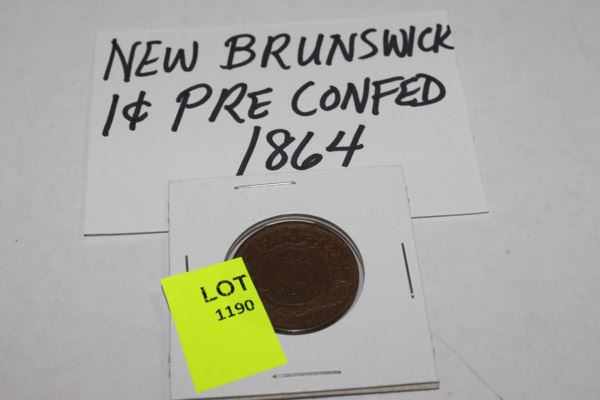 NEW BRUNSWICK
1¢ PRE CONFED
1864
LOT
1190